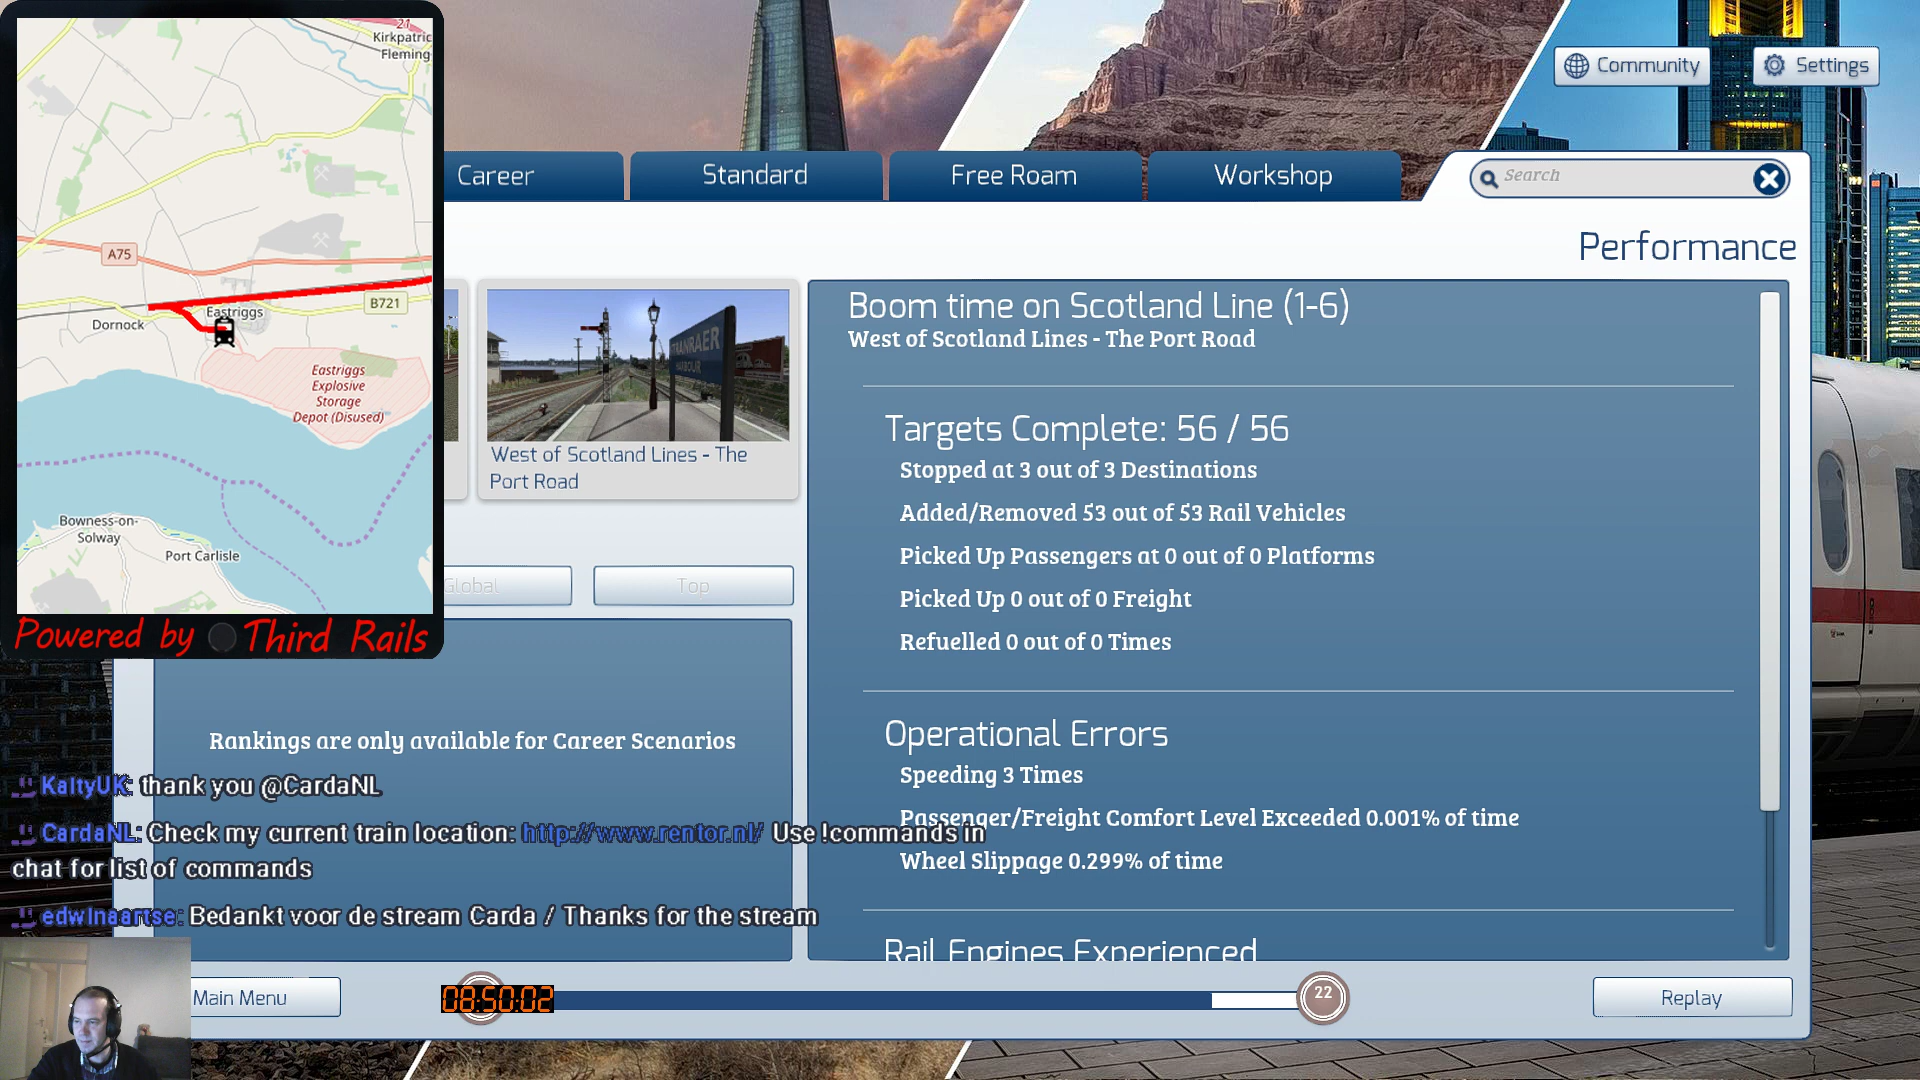 21
Kirkpatric
Fleming
A75
B721
Eastriggs
Dornock
Eastriggs
Explosive
Storage
Depot (Disused)
Bowness-on-
Solway
Port Carlisle
Powered by Third Rails
Community
Settings
Career
Standard
Free Roam
Workshop
Search
Performance
STRANRAER
HARBOUR
West of Scotland Lines - The
Port Road
Global
Top
Rankings are only available for Career Scenarios
Boom time on Scotland Line (1-6)
West of Scotland Lines - The Port Road
Targets Complete: 56 / 56
Stopped at 3 out of 3 Destinations
Added/Removed 53 out of 53 Rail Vehicles
Picked Up Passengers at 0 out of 0 Platforms
Picked Up 0 out of 0 Freight
Refuelled 0 out of 0 Times
Operational Errors
Speeding 3 Times
Passenger/Freight Comfort Level Exceeded 0.001% of time
Wheel Slippage 0.299% of time
Rail Engines Experienced
KaityUK: thank you @CardaNL
CardaNL: Check my current train location: http://www.rentor.nl/ Use !commands in
chat for list of commands
edwinaartse: Bedankt voor de stream Carda / Thanks for the stream
Main Menu
08:50:02
22
Replay